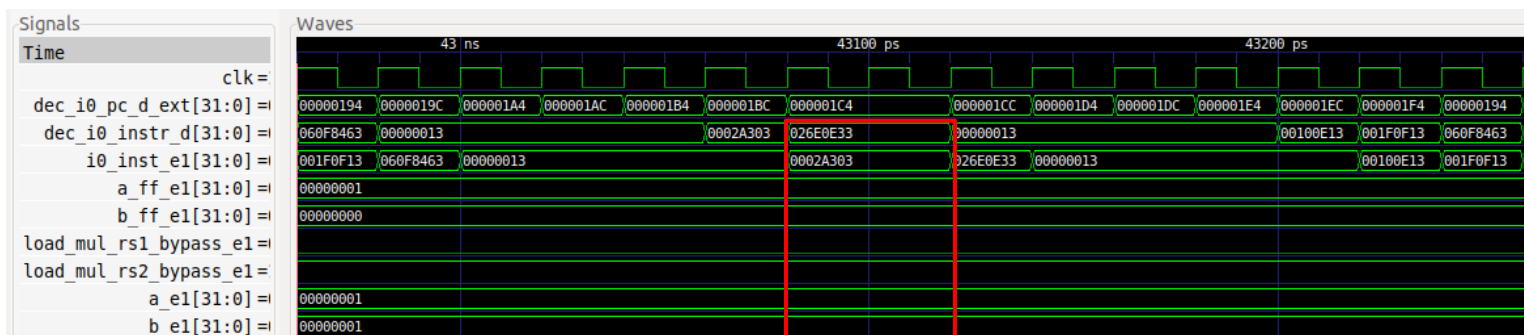 Signals
Waves
Time
43 ns 43100 ps 43200 ps
clk =
dec_i0_pc_d_ext[31:0] = 00000194 0000019C 000001A4 000001AC 000001B4 000001BC 000001C4 000001CC 000001D4 000001DC 000001E4 000001EC 000001F4 00000194
dec_i0_instr_d[31:0] = 060F8463 00000013 0002A303 026E0E33 00000013 00100E13 001F0F13 060F8463
i0_inst_e1[31:0] = 001F0F13 060F8463 00000013 0002A303 026E0E33 00000013 00100E13 001F0F13
a_ff_e1[31:0] = 00000001
b_ff_e1[31:0] = 00000000
load_mul_rs1_bypass_e1 =
load_mul_rs2_bypass_e1 =
a_e1[31:0] = 00000001
b_e1[31:0] = 00000001